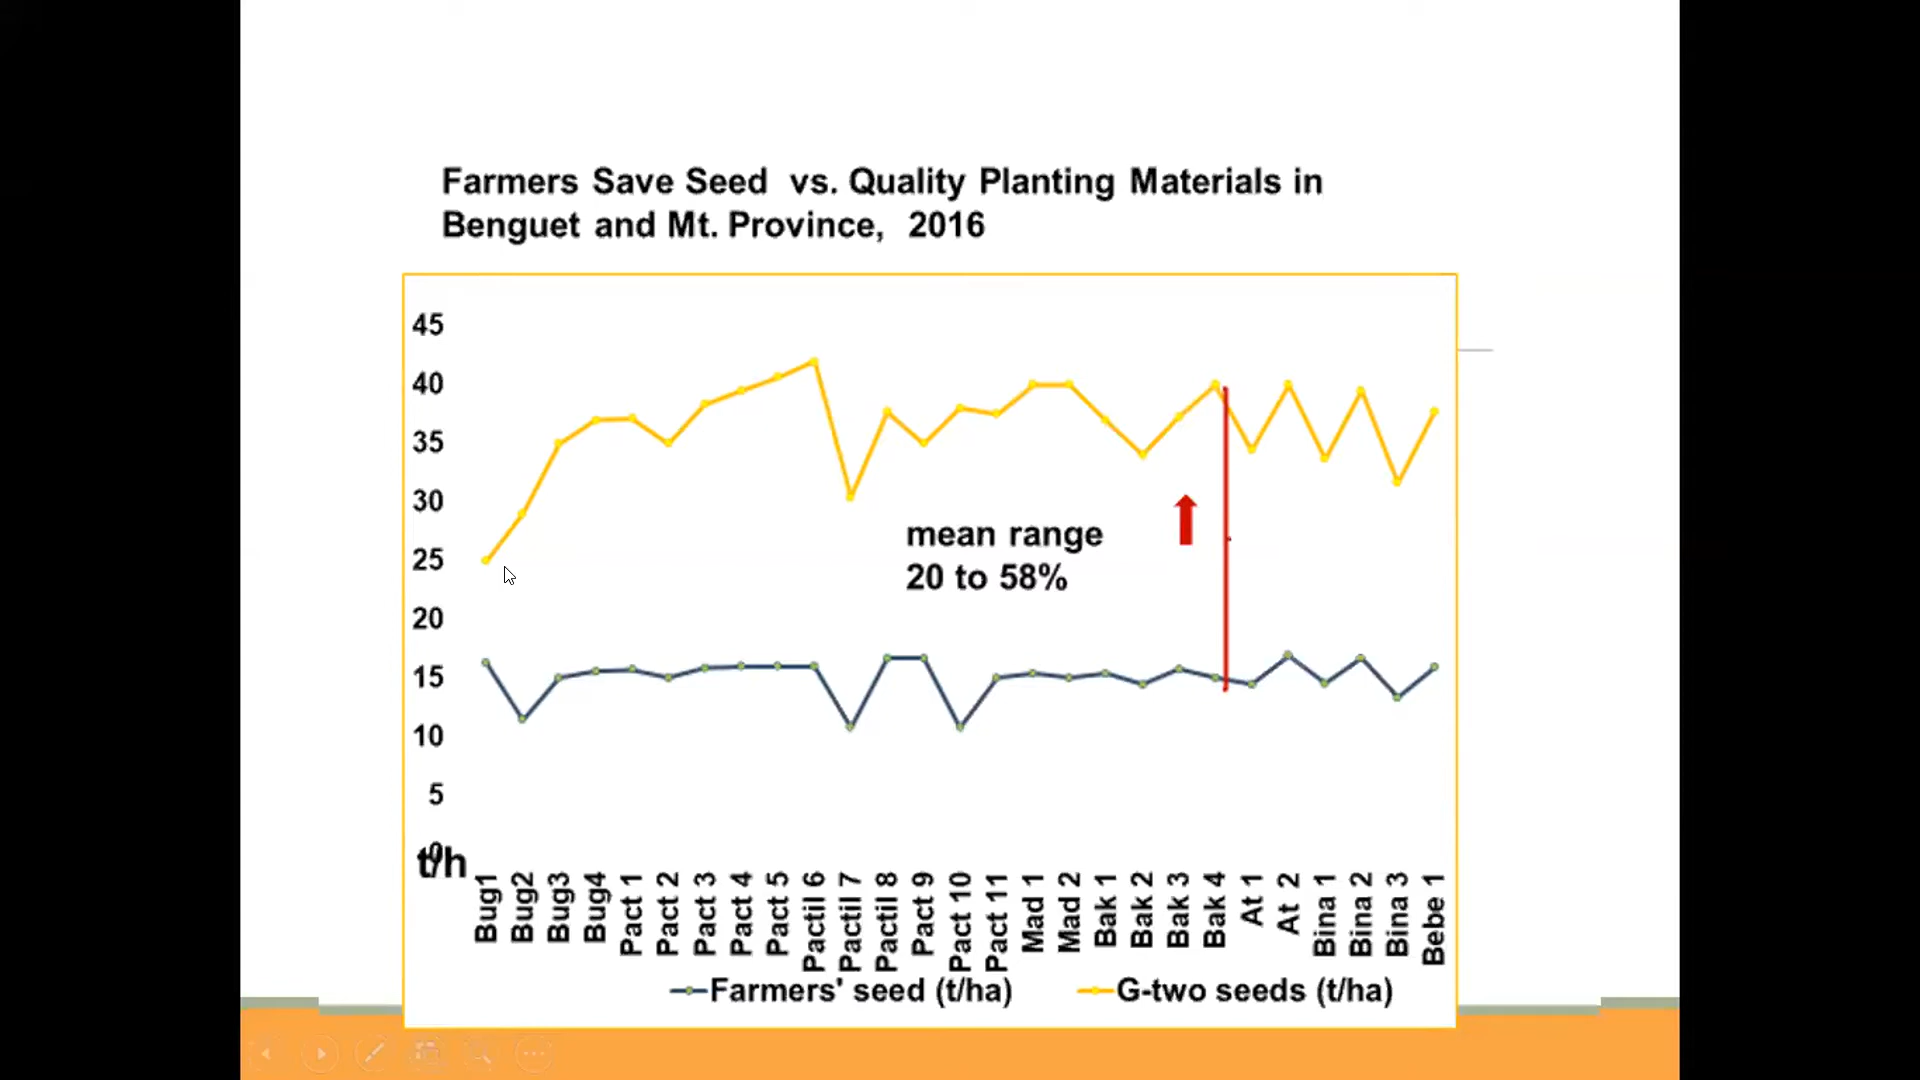 Farmers Save Seed vs. Quality Planting Materials in
Benguet and Mt. Province, 2016
45
40
35
30
25
20
15
10
5
0
t/h
mean range
20 to 58%
Bug1
Bug2
Bug3
Bug4
Pact 1
Pact 2
Pact 3
Pact 4
Pact 5
Pactil 6
Pactil 7
Pactil 8
Pact 9
Pact 10
Pact 11
Mad 1
Mad 2
Bak 1
Bak 2
Bak 3
Bak 4
At 1
At 2
Bina 1
Bina 2
Bina 3
Bebe 1
Farmers' seed (t/ha)
G-two seeds (t/ha)